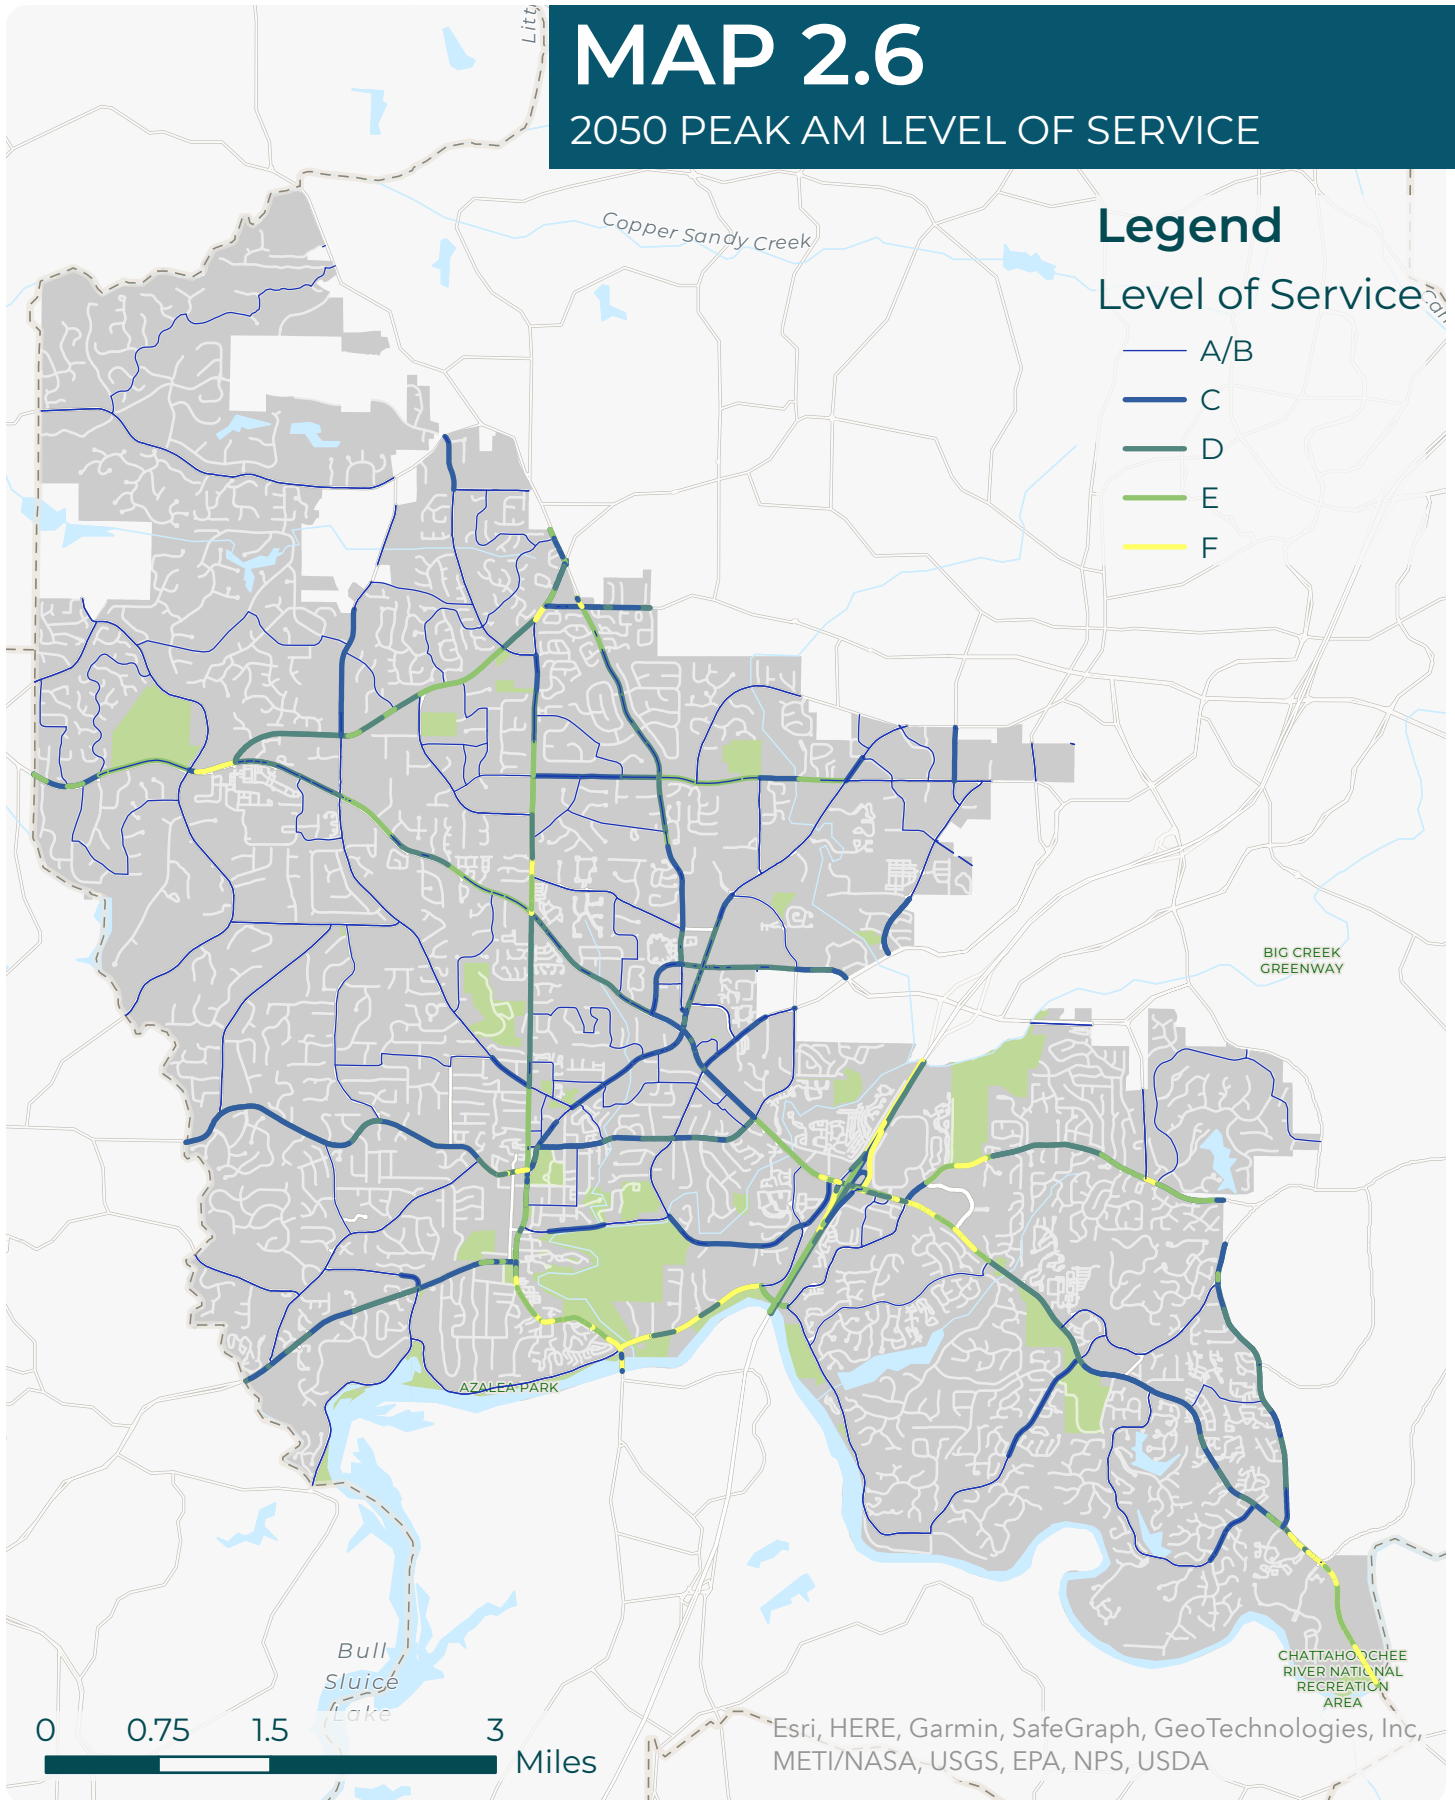 MAP 2.6
2050 PEAK AM LEVEL OF SERVICE
Copper Sandy Creek
Legend
Level of Service
A/B
C
D
E
F
BIG CREEK
GREENWAY
AZALEA PARK
Bull
Sluice
Lake
CHATTAHOOCHEE
RIVER NATIONAL
RECREATION
AREA
0 0.75 1.5 3
Miles
Esri, HERE, Garmin, SafeGraph, GeoTechnologies, Inc,
METI/NASA, USGS, EPA, NPS, USDA